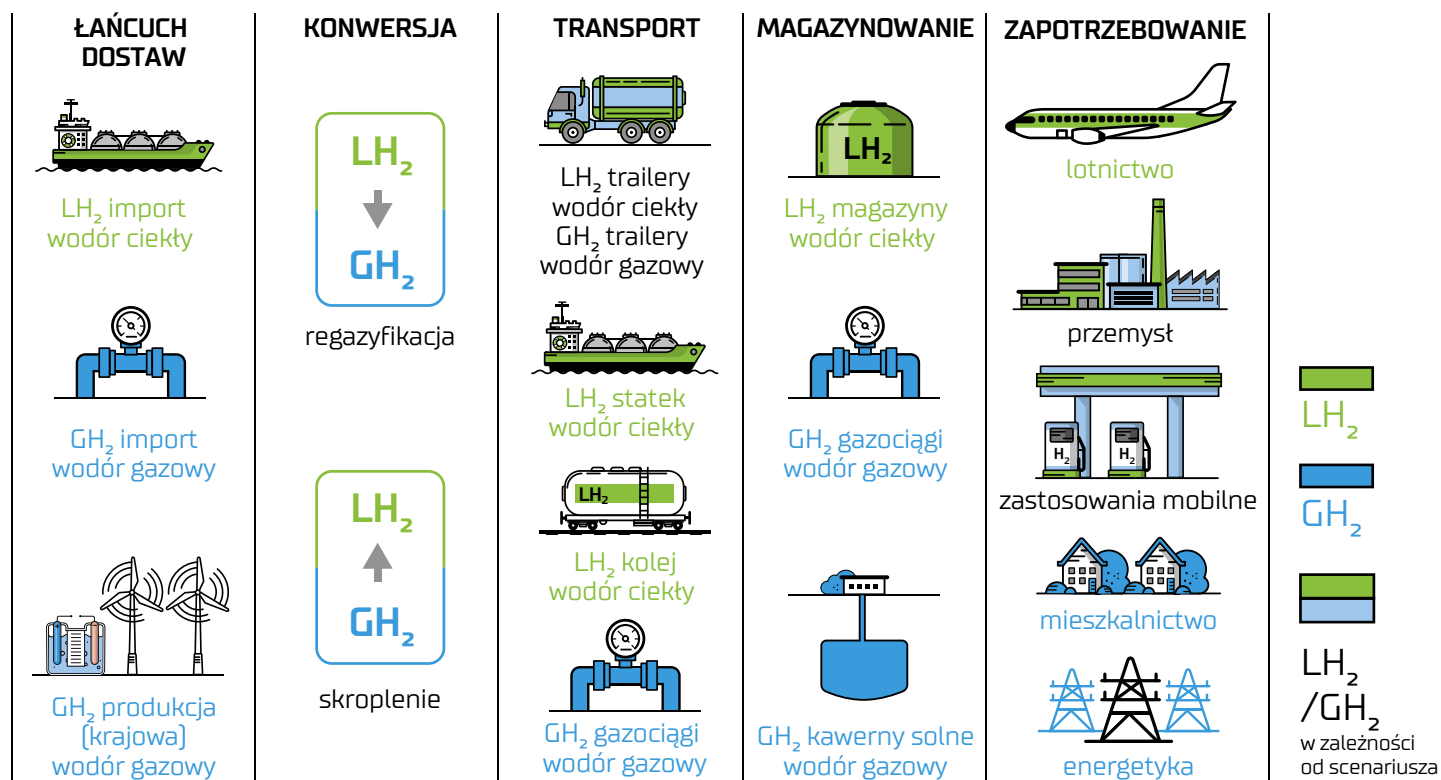 ŁAŃCUCH
DOSTAW
LH₂ import
wodór ciekły
GH₂ import
wodór gazowy
GH₂ produkcja
(krajowa)
wodór gazowy
KONWERSJA
LH₂
GH₂
regazyfikacja
LH₂
GH₂
skroplenie
TRANSPORT
LH₂ trailery
wodór ciekły
GH₂ trailery
wodór gazowy
LH₂ statek
wodór ciekły
LH₂
LH₂ kolej
wodór ciekły
GH₂ gazociągi
wodór gazowy
MAGAZYNOWANIE
LH₂
LH₂ magazyny
wodór ciekły
GH₂ gazociągi
wodór gazowy
GH₂ kawerny solne
wodór gazowy
ZAPOTRZEBOWANIE
lotnictwo
przemysł
H₂ H₂
zastosowania mobilne
mieszkalnictwo
energetyka
LH₂
GH₂
LH₂
/GH₂
w zależności
od scenariusza